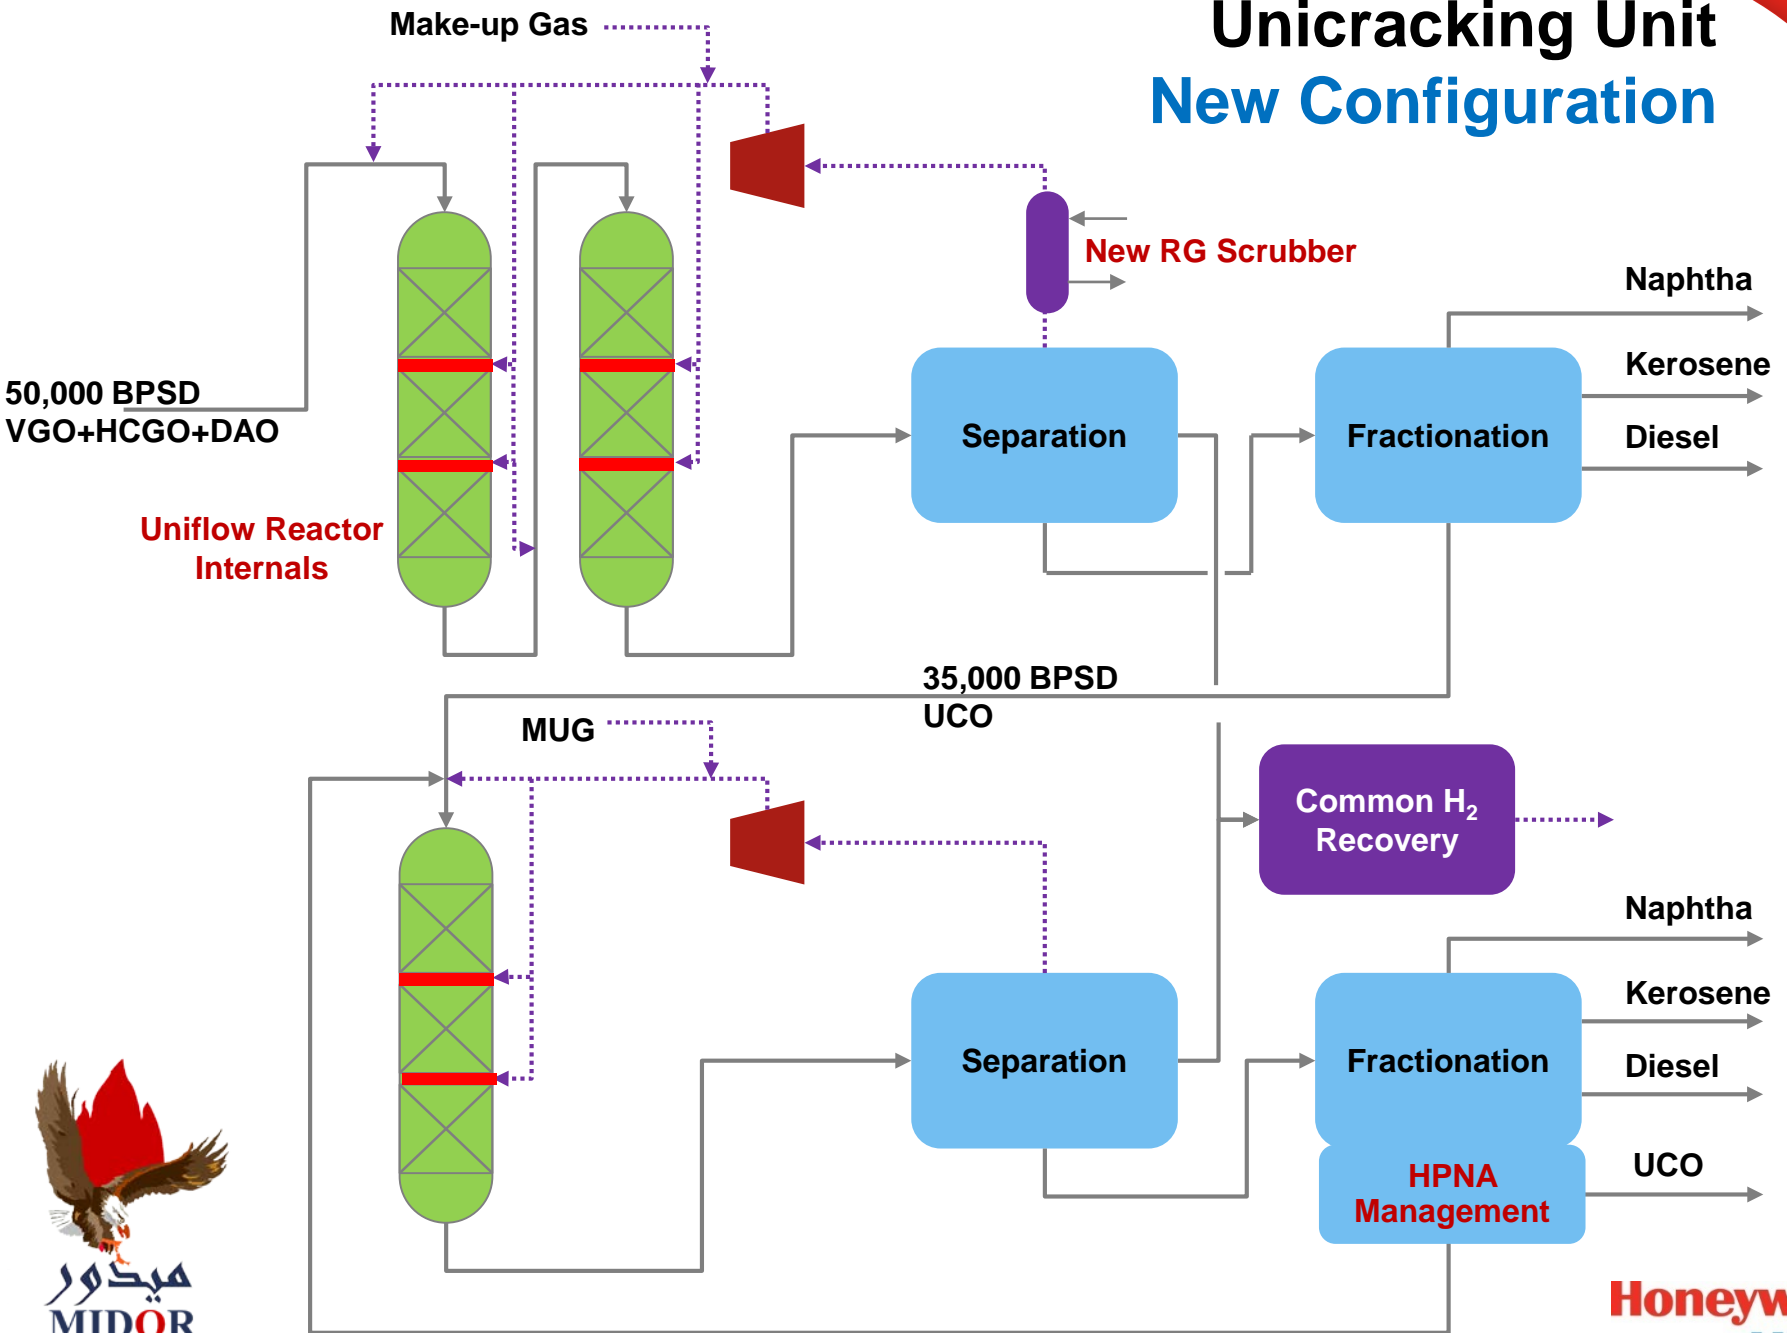 Unicracking Unit
New Configuration
Make-up Gas
New RG Scrubber
Naphtha
Kerosene
Diesel
50,000 BPSD
VGO+HCGO+DAO
Separation
Fractionation
Uniflow Reactor
Internals
35,000 BPSD
UCO
MUG
Common H₂
Recovery
Naphtha
Kerosene
Diesel
Separation
Fractionation
HPNA
Management
UCO
ميدور
MIDOR
Honeyw